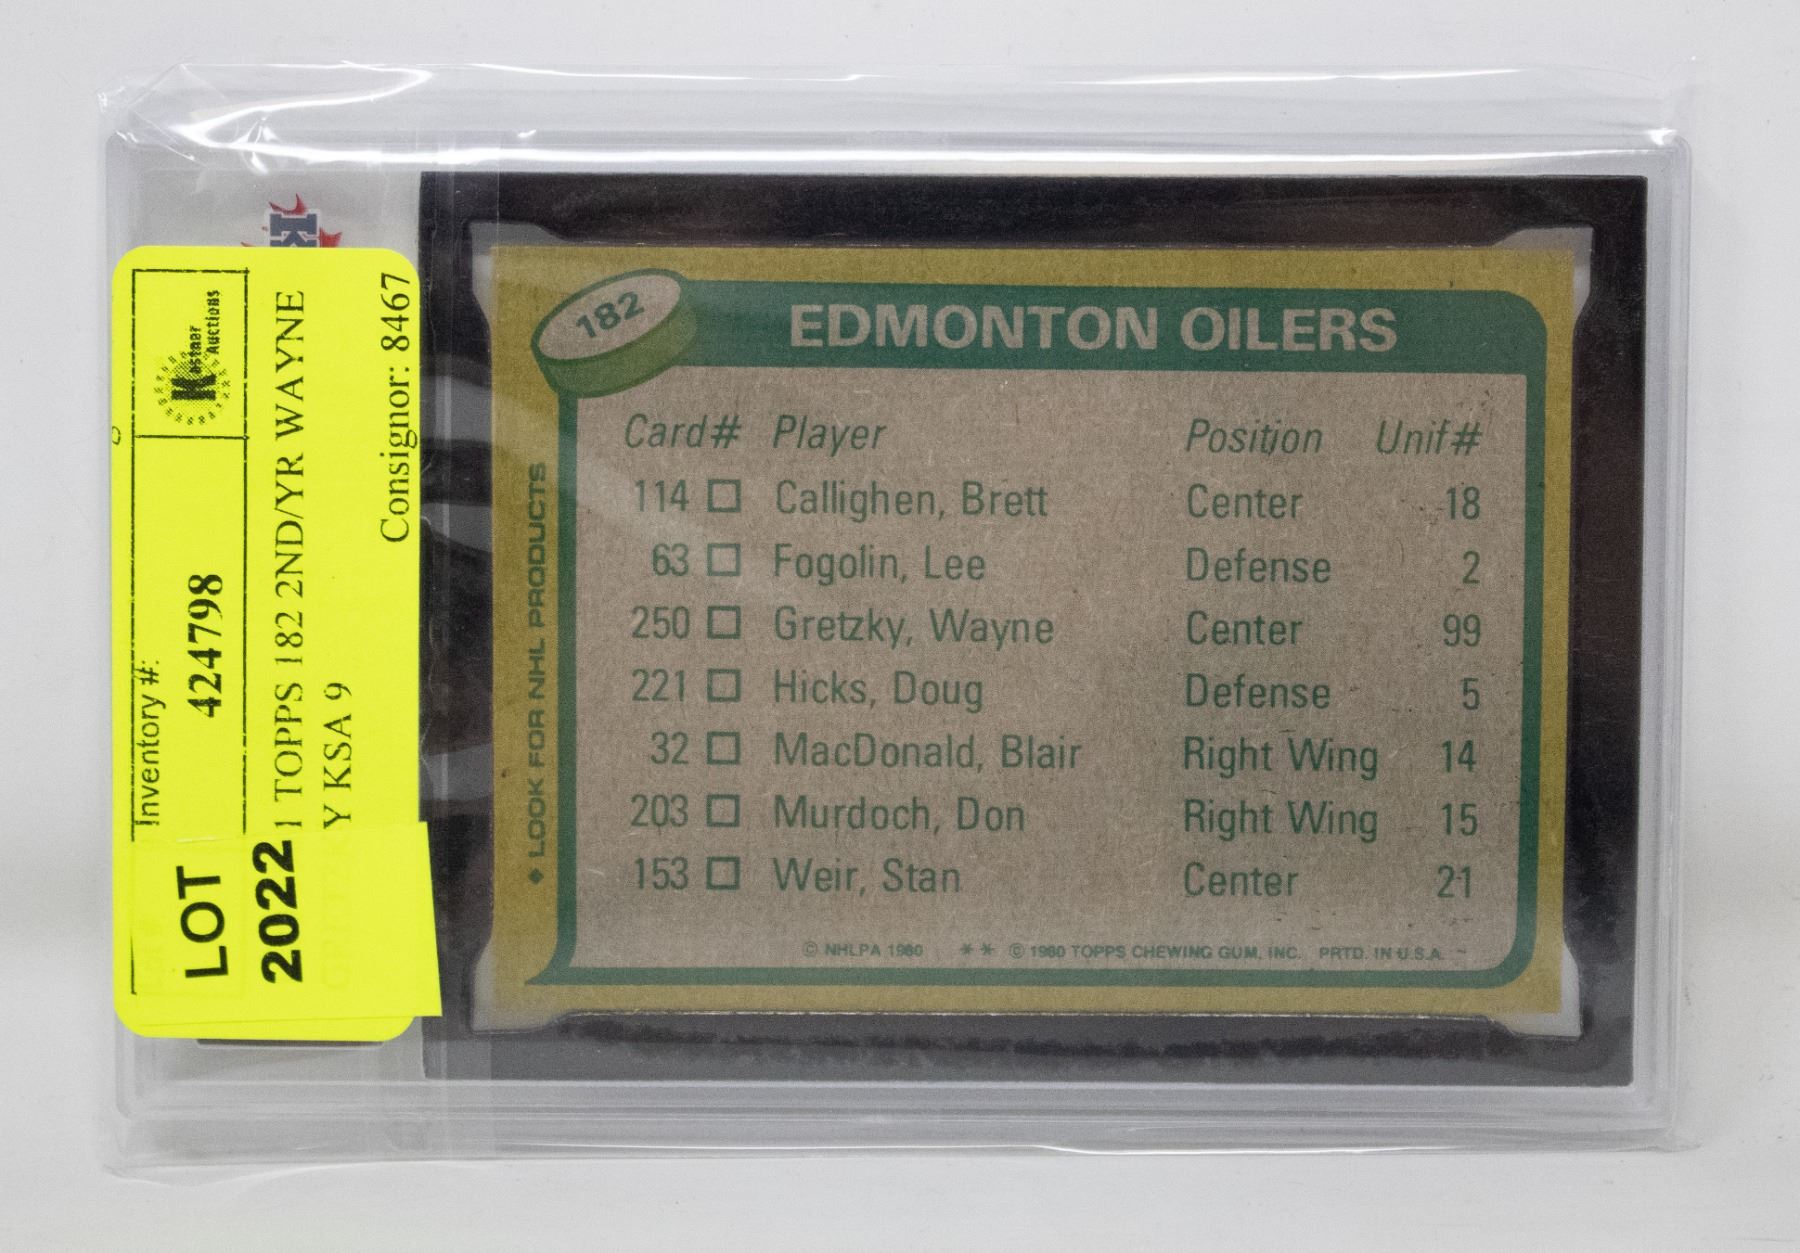 182
EDMONTON OILERS
Card# Player Position Unif#
114 Callighen, Brett Center 18
63 Fogolin, Lee Defense 2
250 Gretzky, Wayne Center 99
221 Hicks, Doug Defense 5
32 MacDonald, Blair Right Wing 14
203 Murdoch, Don Right Wing 15
153 Weir, Stan Center 21
© NHLPA 1980 ** © 1980 TOPPS CHEWING GUM, INC. PRTD. IN U.S.A.
◆ LOOK FOR NHL PRODUCTS
Kastner
Auctions
Inventory #:
424798
1 TOPPS 182 2ND/YR WAYNE
Y KSA 9
Consignor: 8467
LOT
2022
K